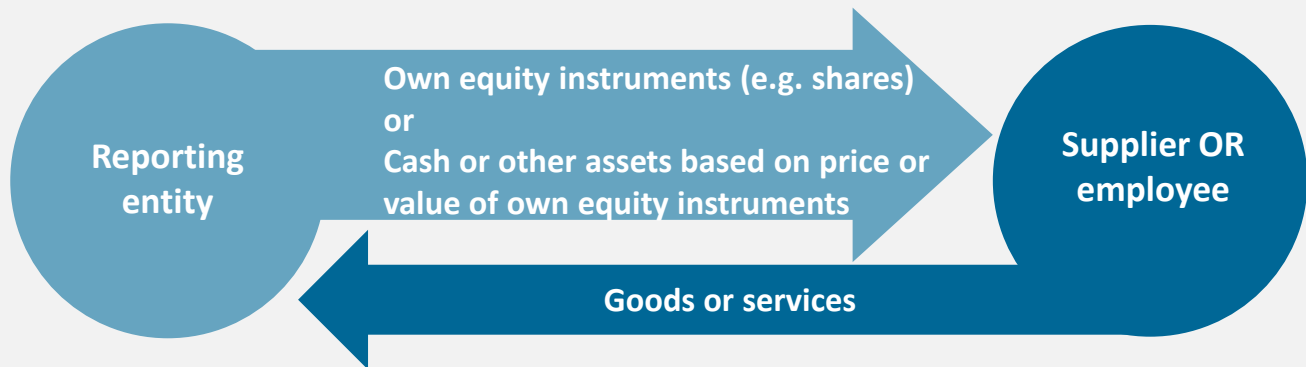 Reporting
entity
Own equity instruments (e.g. shares)
or
Cash or other assets based on price or
value of own equity instruments
Supplier OR
employee
Goods or services